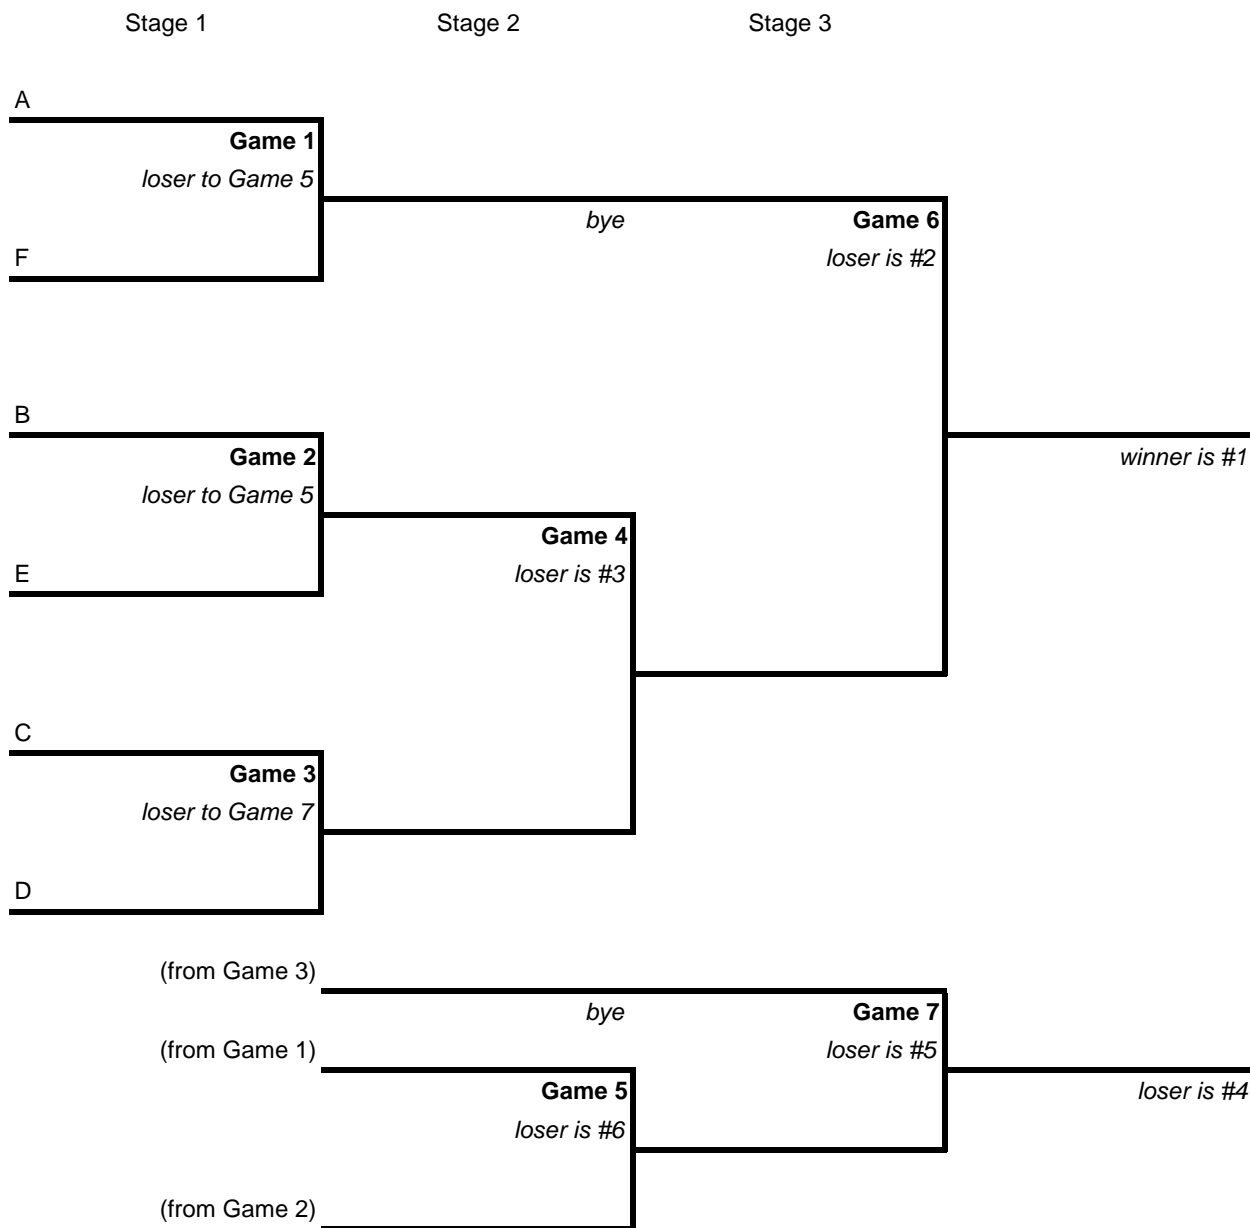 Stage 1 Stage 2 Stage 3
A
Game 1
loser to Game 5
bye Game 6
F loser is #2
B
Game 2 winner is #1
loser to Game 5
Game 4
E loser is #3
C
Game 3
loser to Game 7
D
(from Game 3)
bye Game 7
(from Game 1) loser is #5
Game 5 loser is #4
loser is #6
(from Game 2)